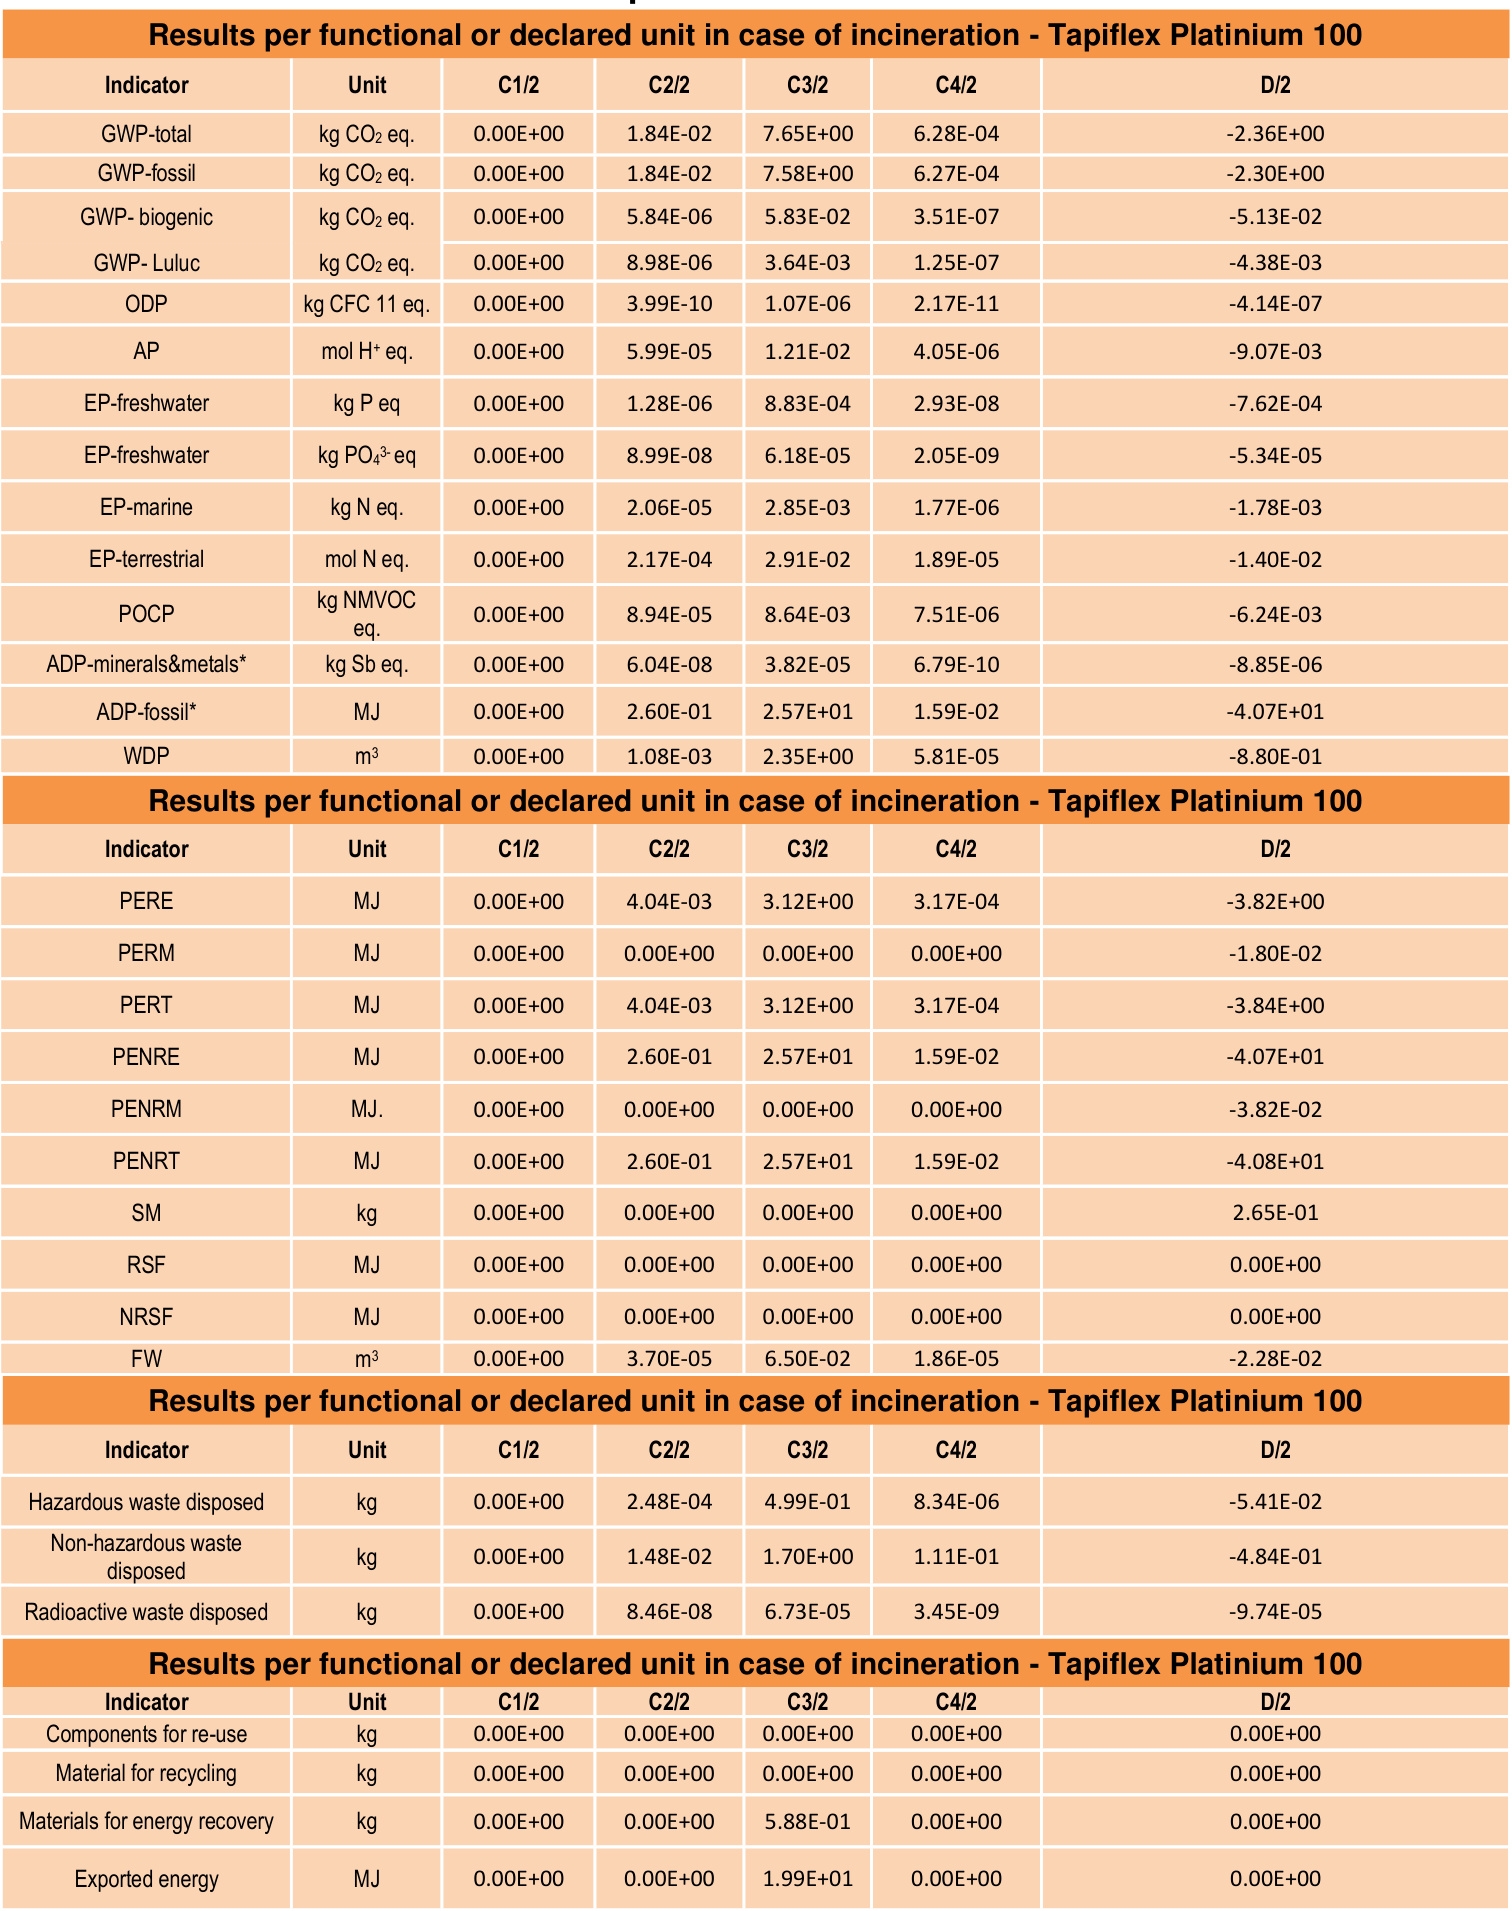 Results per functional or declared unit in case of incineration - Tapiflex Platinium 100
Indicator Unit C1/2 C2/2 C3/2 C4/2 D/2
GWP-total kg CO₂ eq. 0.00E+00 1.84E-02 7.65E+00 6.28E-04 -2.36E+00
GWP-fossil kg CO₂ eq. 0.00E+00 1.84E-02 7.58E+00 6.27E-04 -2.30E+00
GWP- biogenic kg CO₂ eq. 0.00E+00 5.84E-06 5.83E-02 3.51E-07 -5.13E-02
GWP- Luluc kg CO₂ eq. 0.00E+00 8.98E-06 3.64E-03 1.25E-07 -4.38E-03
ODP kg CFC 11 eq. 0.00E+00 3.99E-10 1.07E-06 2.17E-11 -4.14E-07
AP mol H⁺ eq. 0.00E+00 5.99E-05 1.21E-02 4.05E-06 -9.07E-03
EP-freshwater kg P eq 0.00E+00 1.28E-06 8.83E-04 2.93E-08 -7.62E-04
EP-freshwater kg PO₄³⁻ eq 0.00E+00 8.99E-08 6.18E-05 2.05E-09 -5.34E-05
EP-marine kg N eq. 0.00E+00 2.06E-05 2.85E-03 1.77E-06 -1.78E-03
EP-terrestrial mol N eq. 0.00E+00 2.17E-04 2.91E-02 1.89E-05 -1.40E-02
POCP kg NMVOC eq. 0.00E+00 8.94E-05 8.64E-03 7.51E-06 -6.24E-03
ADP-minerals&metals* kg Sb eq. 0.00E+00 6.04E-08 3.82E-05 6.79E-10 -8.85E-06
ADP-fossil* MJ 0.00E+00 2.60E-01 2.57E+01 1.59E-02 -4.07E+01
WDP m³ 0.00E+00 1.08E-03 2.35E+00 5.81E-05 -8.80E-01
Results per functional or declared unit in case of incineration - Tapiflex Platinium 100
Indicator Unit C1/2 C2/2 C3/2 C4/2 D/2
PERE MJ 0.00E+00 4.04E-03 3.12E+00 3.17E-04 -3.82E+00
PERM MJ 0.00E+00 0.00E+00 0.00E+00 0.00E+00 -1.80E-02
PERT MJ 0.00E+00 4.04E-03 3.12E+00 3.17E-04 -3.84E+00
PENRE MJ 0.00E+00 2.60E-01 2.57E+01 1.59E-02 -4.07E+01
PENRM MJ. 0.00E+00 0.00E+00 0.00E+00 0.00E+00 -3.82E-02
PENRT MJ 0.00E+00 2.60E-01 2.57E+01 1.59E-02 -4.08E+01
SM kg 0.00E+00 0.00E+00 0.00E+00 0.00E+00 2.65E-01
RSF MJ 0.00E+00 0.00E+00 0.00E+00 0.00E+00 0.00E+00
NRSF MJ 0.00E+00 0.00E+00 0.00E+00 0.00E+00 0.00E+00
FW m³ 0.00E+00 3.70E-05 6.50E-02 1.86E-05 -2.28E-02
Results per functional or declared unit in case of incineration - Tapiflex Platinium 100
Indicator Unit C1/2 C2/2 C3/2 C4/2 D/2
Hazardous waste disposed kg 0.00E+00 2.48E-04 4.99E-01 8.34E-06 -5.41E-02
Non-hazardous waste disposed kg 0.00E+00 1.48E-02 1.70E+00 1.11E-01 -4.84E-01
Radioactive waste disposed kg 0.00E+00 8.46E-08 6.73E-05 3.45E-09 -9.74E-05
Results per functional or declared unit in case of incineration - Tapiflex Platinium 100
Indicator Unit C1/2 C2/2 C3/2 C4/2 D/2
Components for re-use kg 0.00E+00 0.00E+00 0.00E+00 0.00E+00 0.00E+00
Material for recycling kg 0.00E+00 0.00E+00 0.00E+00 0.00E+00 0.00E+00
Materials for energy recovery kg 0.00E+00 0.00E+00 5.88E-01 0.00E+00 0.00E+00
Exported energy MJ 0.00E+00 0.00E+00 1.99E+01 0.00E+00 0.00E+00